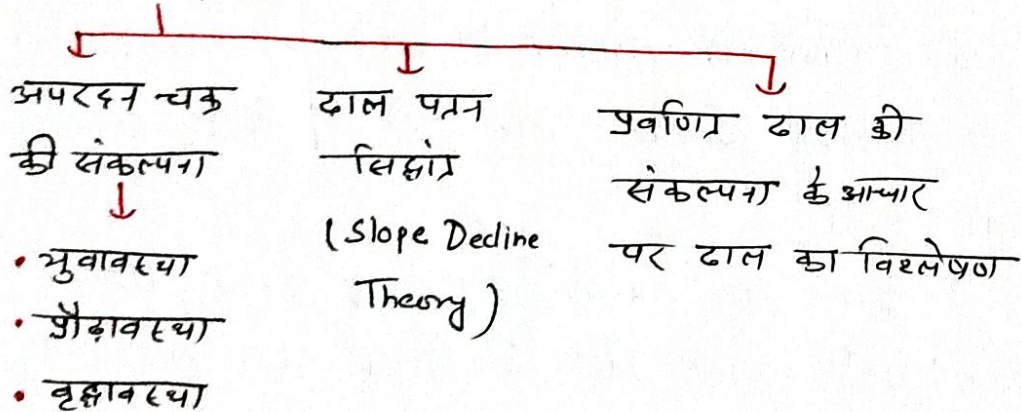 अपरदन चक्र
की संकल्पना
• युवावस्था
• प्रौढ़ावस्था
• वृद्धावस्था
ढाल पतन
सिद्धांत
(Slope Decline
Theory)
प्रवणित ढाल की
संकल्पना के आधार
पर ढाल का विश्लेषण